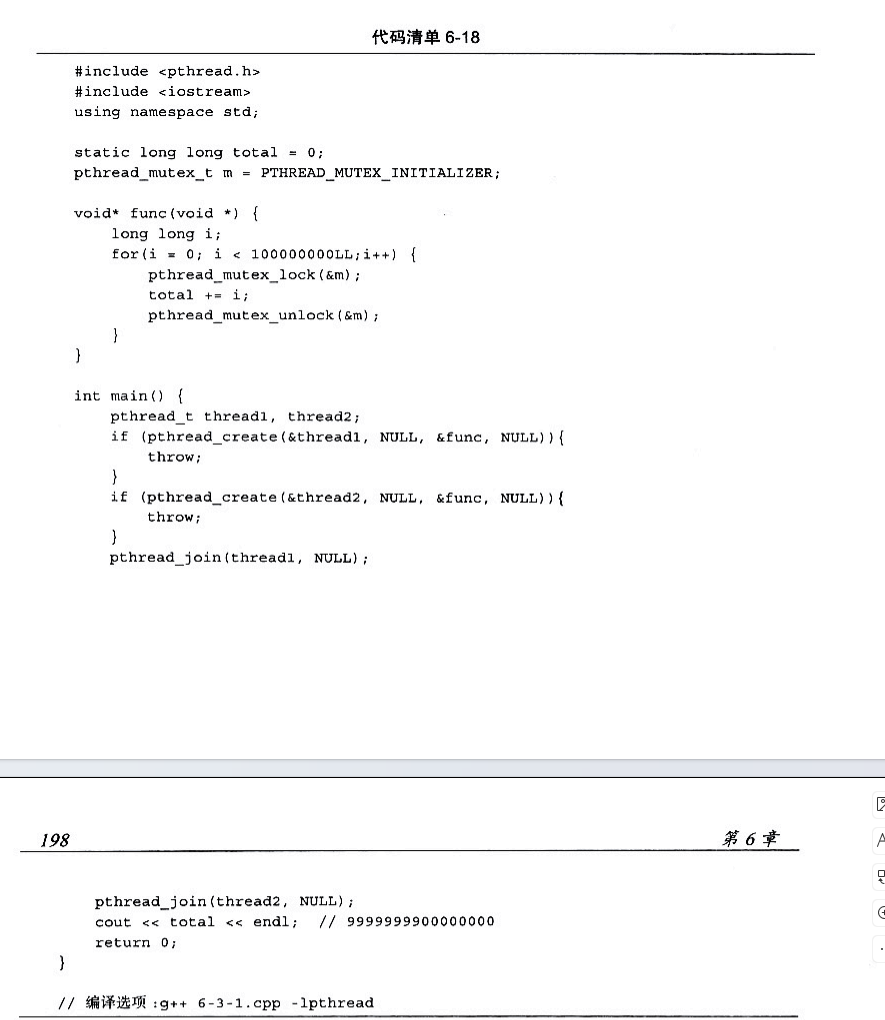 代码清单 6-18
#include <pthread.h>
#include <iostream>
using namespace std;
static long long total = 0;
pthread_mutex_t m = PTHREAD_MUTEX_INITIALIZER;
void* func(void *) {
    long long i;
    for(i = 0; i < 100000000LL;i++) {
        pthread_mutex_lock(&m);
        total += i;
        pthread_mutex_unlock(&m);
    }
}
int main() {
    pthread_t thread1, thread2;
    if (pthread_create(&thread1, NULL, &func, NULL)){
        throw;
    }
    if (pthread_create(&thread2, NULL, &func, NULL)){
        throw;
    }
    pthread_join(thread1, NULL);
198 第 6 章
    pthread_join(thread2, NULL);
    cout << total << endl;  // 9999999900000000
    return 0;
}
// 编译选项:g++ 6-3-1.cpp -lpthread